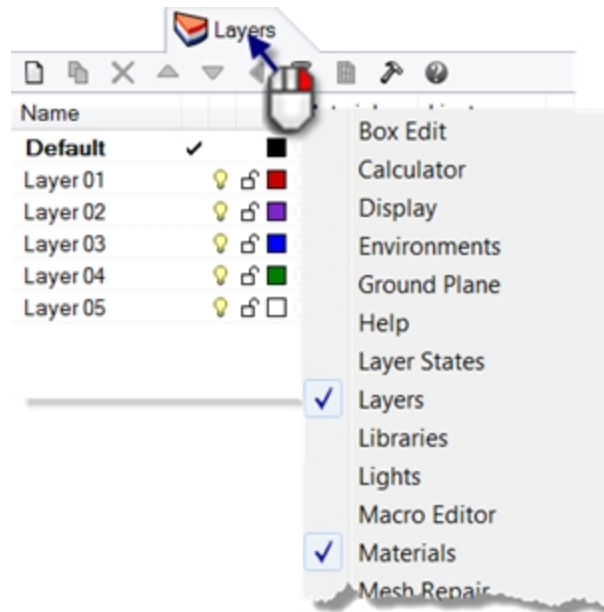 Layers
Name
Default
Layer 01
Layer 02
Layer 03
Layer 04
Layer 05
Box Edit
Calculator
Display
Environments
Ground Plane
Help
Layer States
Layers
Libraries
Lights
Macro Editor
Materials
Mesh Repair